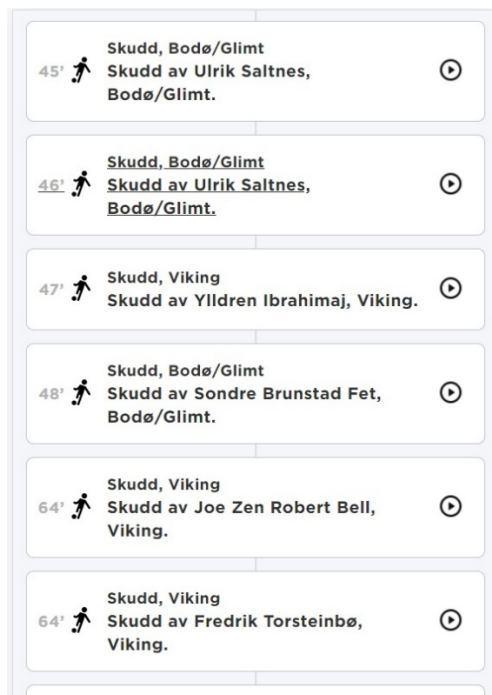 Skudd, Bodø/Glimt
45' Skudd av Ulrik Saltnes,
Bodø/Glimt.
Skudd, Bodø/Glimt
46' Skudd av Ulrik Saltnes,
Bodø/Glimt.
Skudd, Viking
47' Skudd av Ylldren Ibrahimaj, Viking.
Skudd, Bodø/Glimt
48' Skudd av Sondre Brunstad Fet,
Bodø/Glimt.
Skudd, Viking
64' Skudd av Joe Zen Robert Bell,
Viking.
Skudd, Viking
64' Skudd av Fredrik Torsteinbø,
Viking.